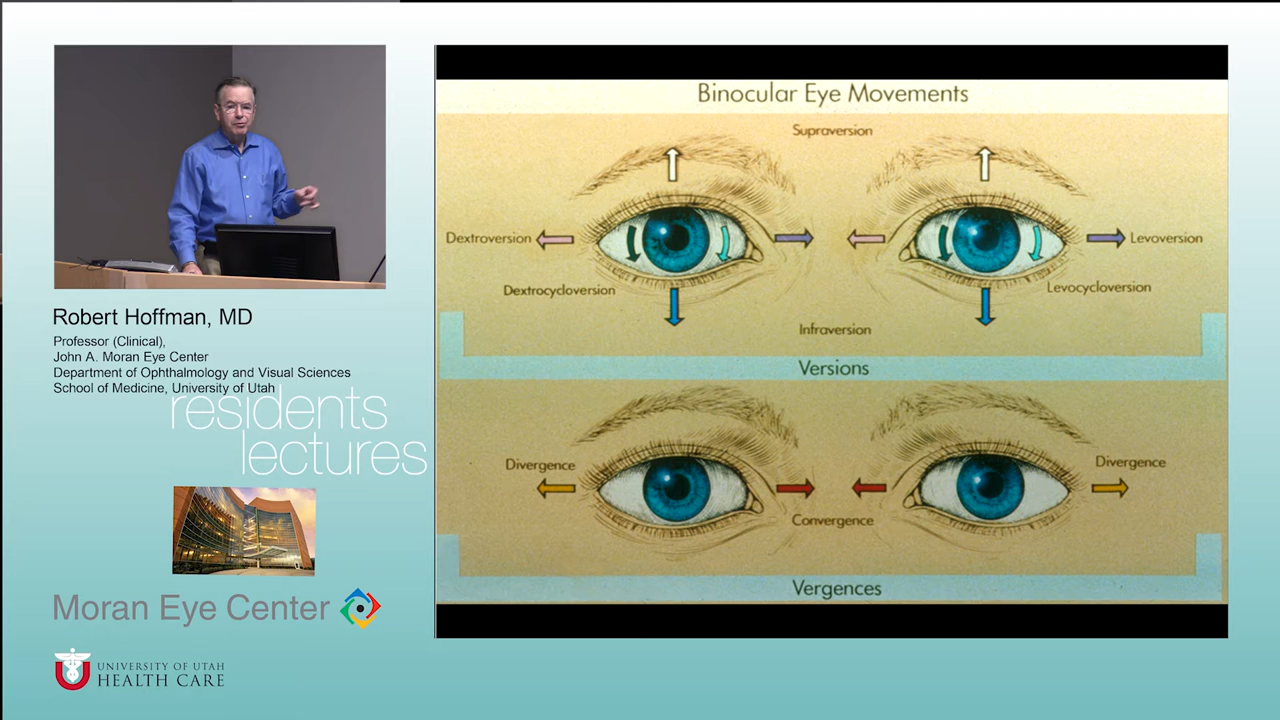 Robert Hoffman, MD
Professor (Clinical),
John A. Moran Eye Center
Department of Ophthalmology and Visual Sciences
School of Medicine, University of Utah
residents
lectures
Moran Eye Center
UNIVERSITY OF UTAH
HEALTH CARE
Binocular Eye Movements
Supraversion
Dextroversion
Levoversion
Dextrocycloversion
Levocycloversion
Infraversion
Versions
Divergence
Divergence
Convergence
Vergences